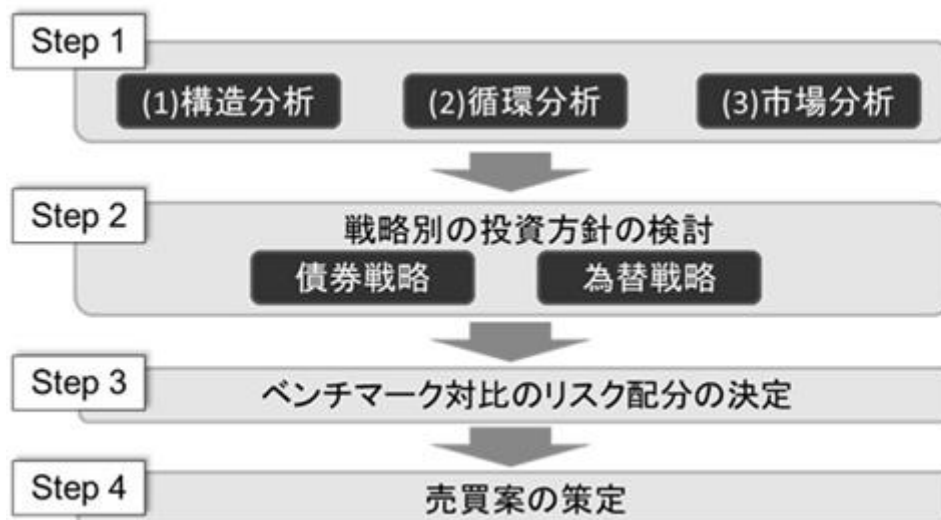 Step 1
(1)構造分析 (2)循環分析 (3)市場分析
Step 2
戦略別の投資方針の検討
債券戦略 為替戦略
Step 3
ベンチマーク対比のリスク配分の決定
Step 4
売買案の策定